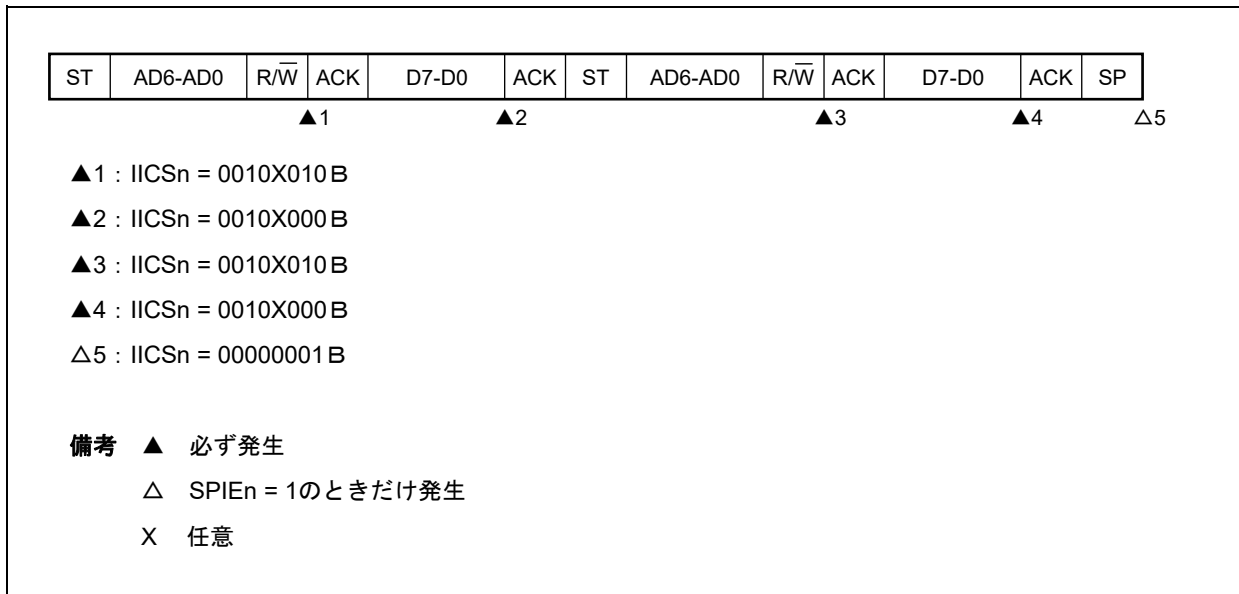 ST AD6-AD0 R/W̅ ACK D7-D0 ACK ST AD6-AD0 R/W̅ ACK D7-D0 ACK SP
▲1 ▲2 ▲3 ▲4 △5
▲1：IICSn = 0010X010Ｂ
▲2：IICSn = 0010X000Ｂ
▲3：IICSn = 0010X010Ｂ
▲4：IICSn = 0010X000Ｂ
△5：IICSn = 00000001Ｂ
備考 ▲ 必ず発生
△ SPIEn = 1のときだけ発生
X 任意